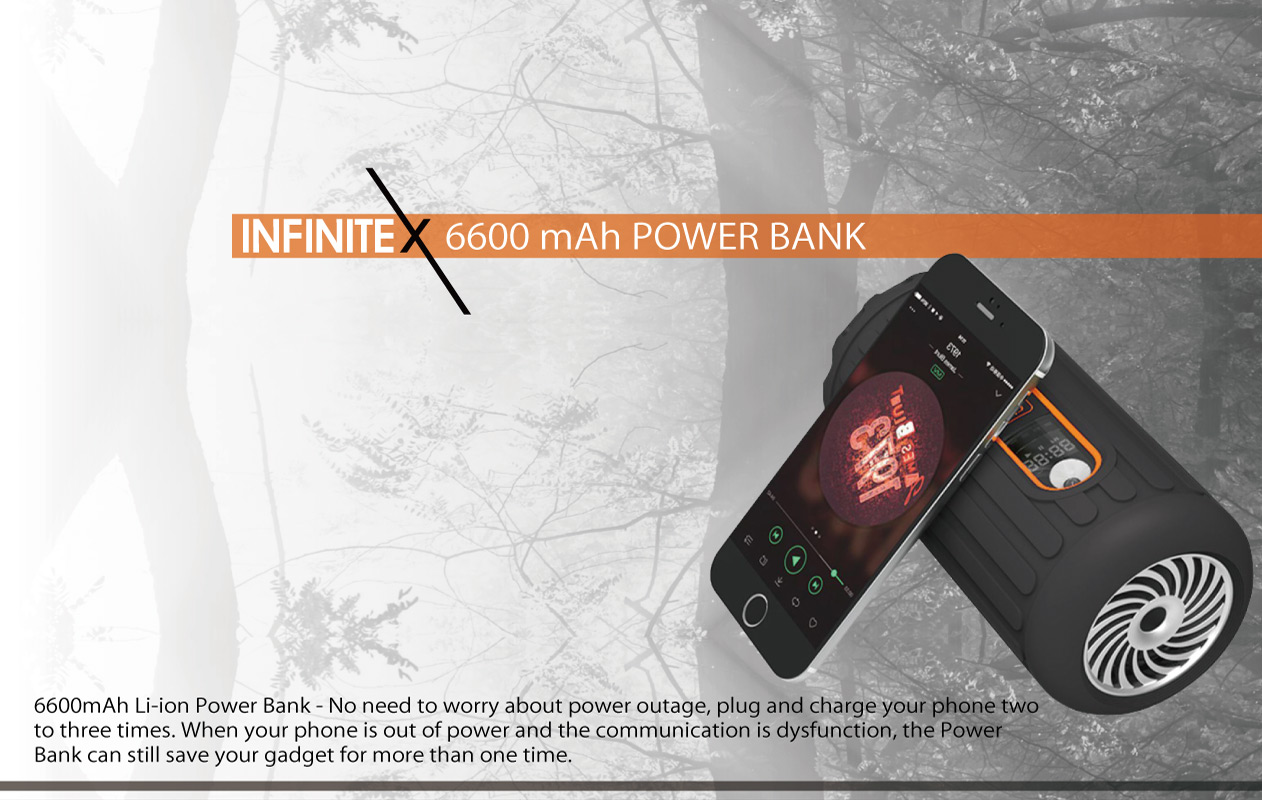 INFINITE X 6600 mAh POWER BANK
6600mAh Li-ion Power Bank - No need to worry about power outage, plug and charge your phone two
to three times. When your phone is out of power and the communication is dysfunction, the Power
Bank can still save your gadget for more than one time.